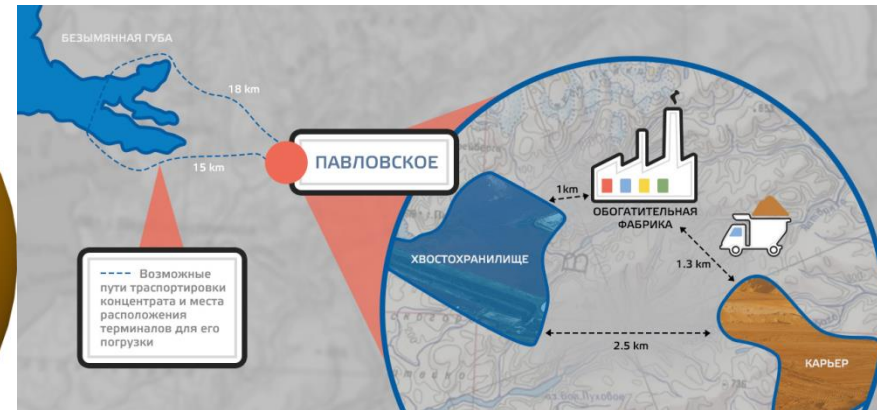 БЕЗЫМЯННАЯ ГУБА
18 km
15 km
ПАВЛОВСКОЕ
---- Возможные
пути траспортировки
концентрата и места
расположения
терминалов для его
погрузки
1km
ОБОГАТИТЕЛЬНАЯ
ФАБРИКА
ХВОСТОХРАНИЛИЩЕ
1.3 km
2.5 km
КАРЬЕР